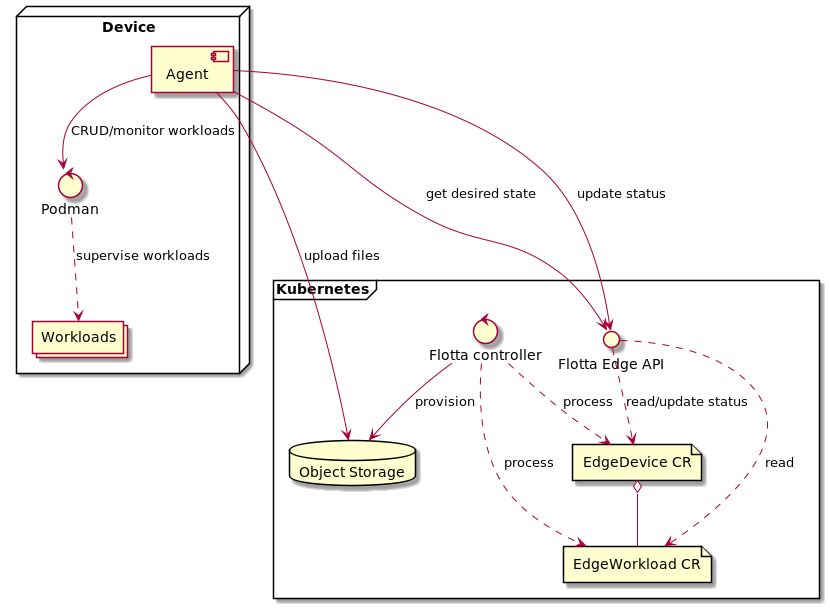 Device
Agent
CRUD/monitor workloads
Podman
get desired state
update status
supervise workloads
upload files
Workloads
Kubernetes
Flotta controller
Flotta Edge API
provision
process
read/update status
Object Storage
EdgeDevice CR
process
read
EdgeWorkload CR